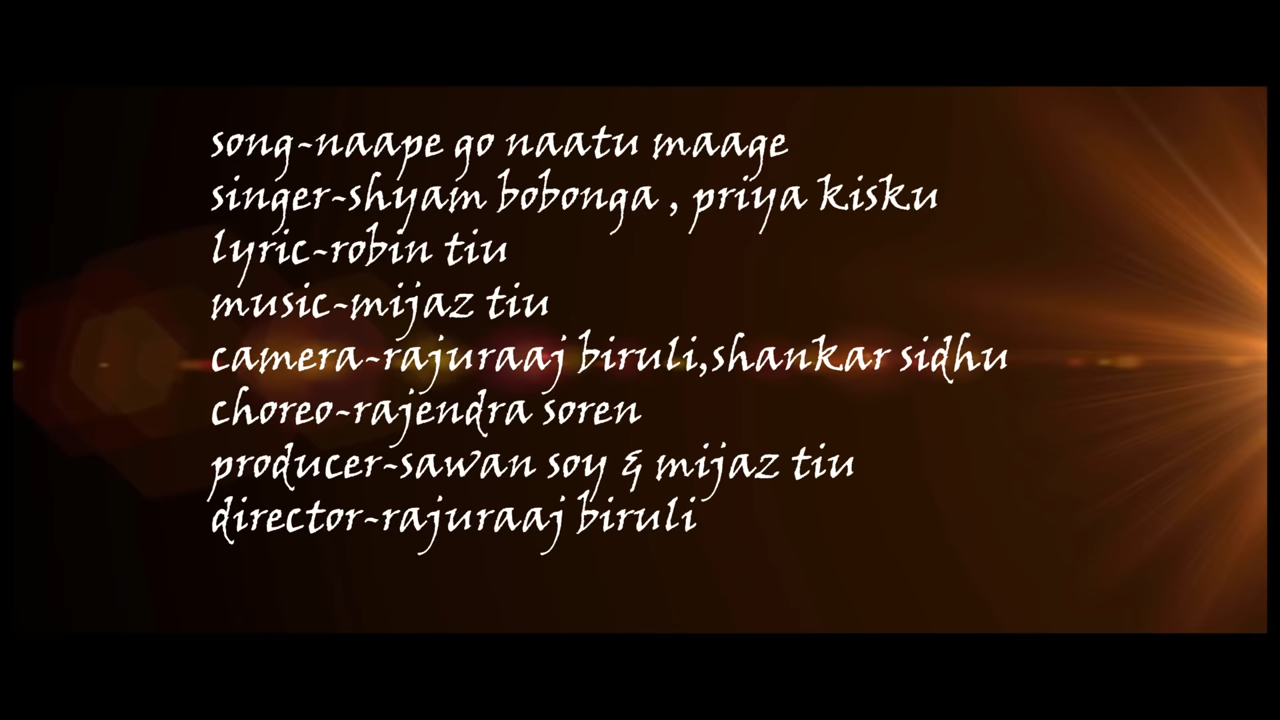 song-naape go naatu maage
singer-shyam bobonga , priya kisku
lyric-robin tiu
music-mijaz tiu
camera-rajuraaj biruli,shankar sidhu
choreo-rajendra soren
producer-sawan soy & mijaz tiu
director-rajuraaj biruli